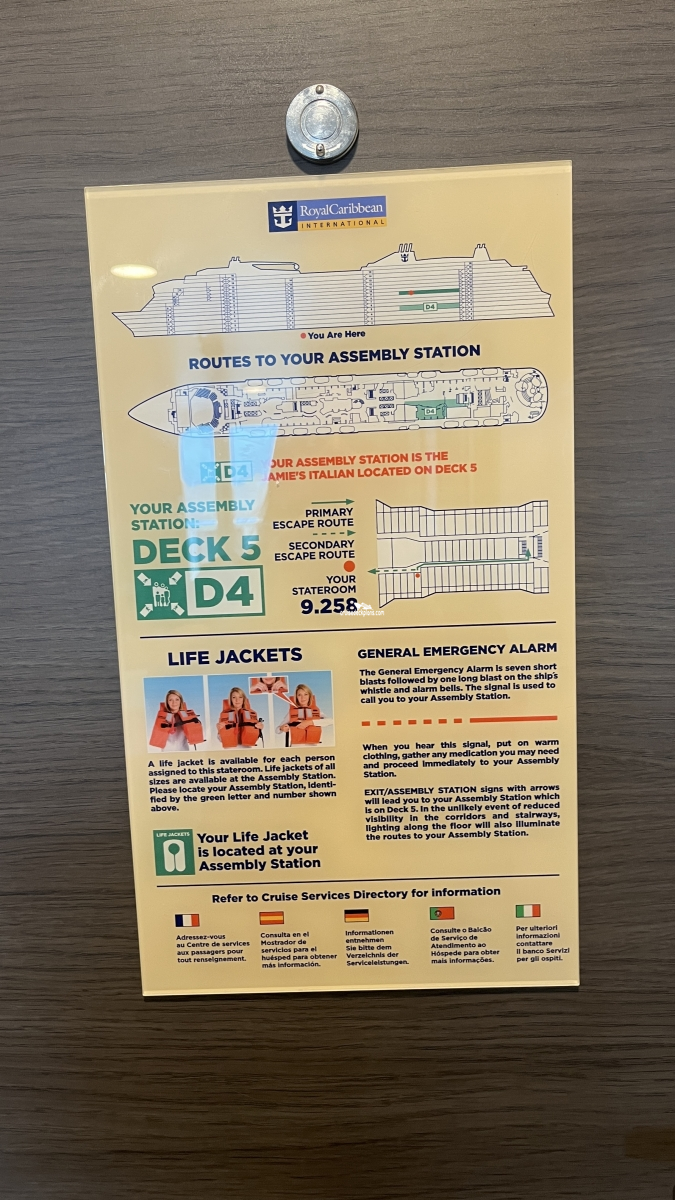 RoyalCaribbean
INTERNATIONAL
D4
You Are Here
ROUTES TO YOUR ASSEMBLY STATION
D4
D4
YOUR ASSEMBLY STATION IS THE
JAMIE'S ITALIAN LOCATED ON DECK 5
YOUR ASSEMBLY
STATION:
DECK 5
D4
PRIMARY
ESCAPE ROUTE
SECONDARY
ESCAPE ROUTE
YOUR
STATEROOM
9.258
LIFE JACKETS
A life jacket is available for each person
assigned to this stateroom. Life jackets of all
sizes are available at the Assembly Station.
Please locate your Assembly Station, identi-
fied by the green letter and number shown
above.
LIFE JACKETS
Your Life Jacket
is located at your
Assembly Station
GENERAL EMERGENCY ALARM
The General Emergency Alarm is seven short
blasts followed by one long blast on the ship's
whistle and alarm bells. The signal is used to
call you to your Assembly Station.
When you hear this signal, put on warm
clothing, gather any medication you may need
and proceed immediately to your Assembly
Station.
EXIT/ASSEMBLY STATION signs with arrows
will lead you to your Assembly Station which
is on Deck 5. In the unlikely event of reduced
visibility in the corridors and stairways,
lighting along the floor will also illuminate
the routes to your Assembly Station.
Refer to Cruise Services Directory for information
Adressez-vous
au Centre de services
aux passagers pour
tout renseignement.
Consulta en el
Mostrador de
servicios para el
huésped para obtener
más información.
Informationen
entnehmen
Sie bitte dem
Verzeichnis der
Serviceleistungen.
Consulte o Balcão
de Serviço de
Atendimento ao
Hóspede para obter
mais informações.
Per ulteriori
informazioni
contattare
il banco Servizi
per gli ospiti.